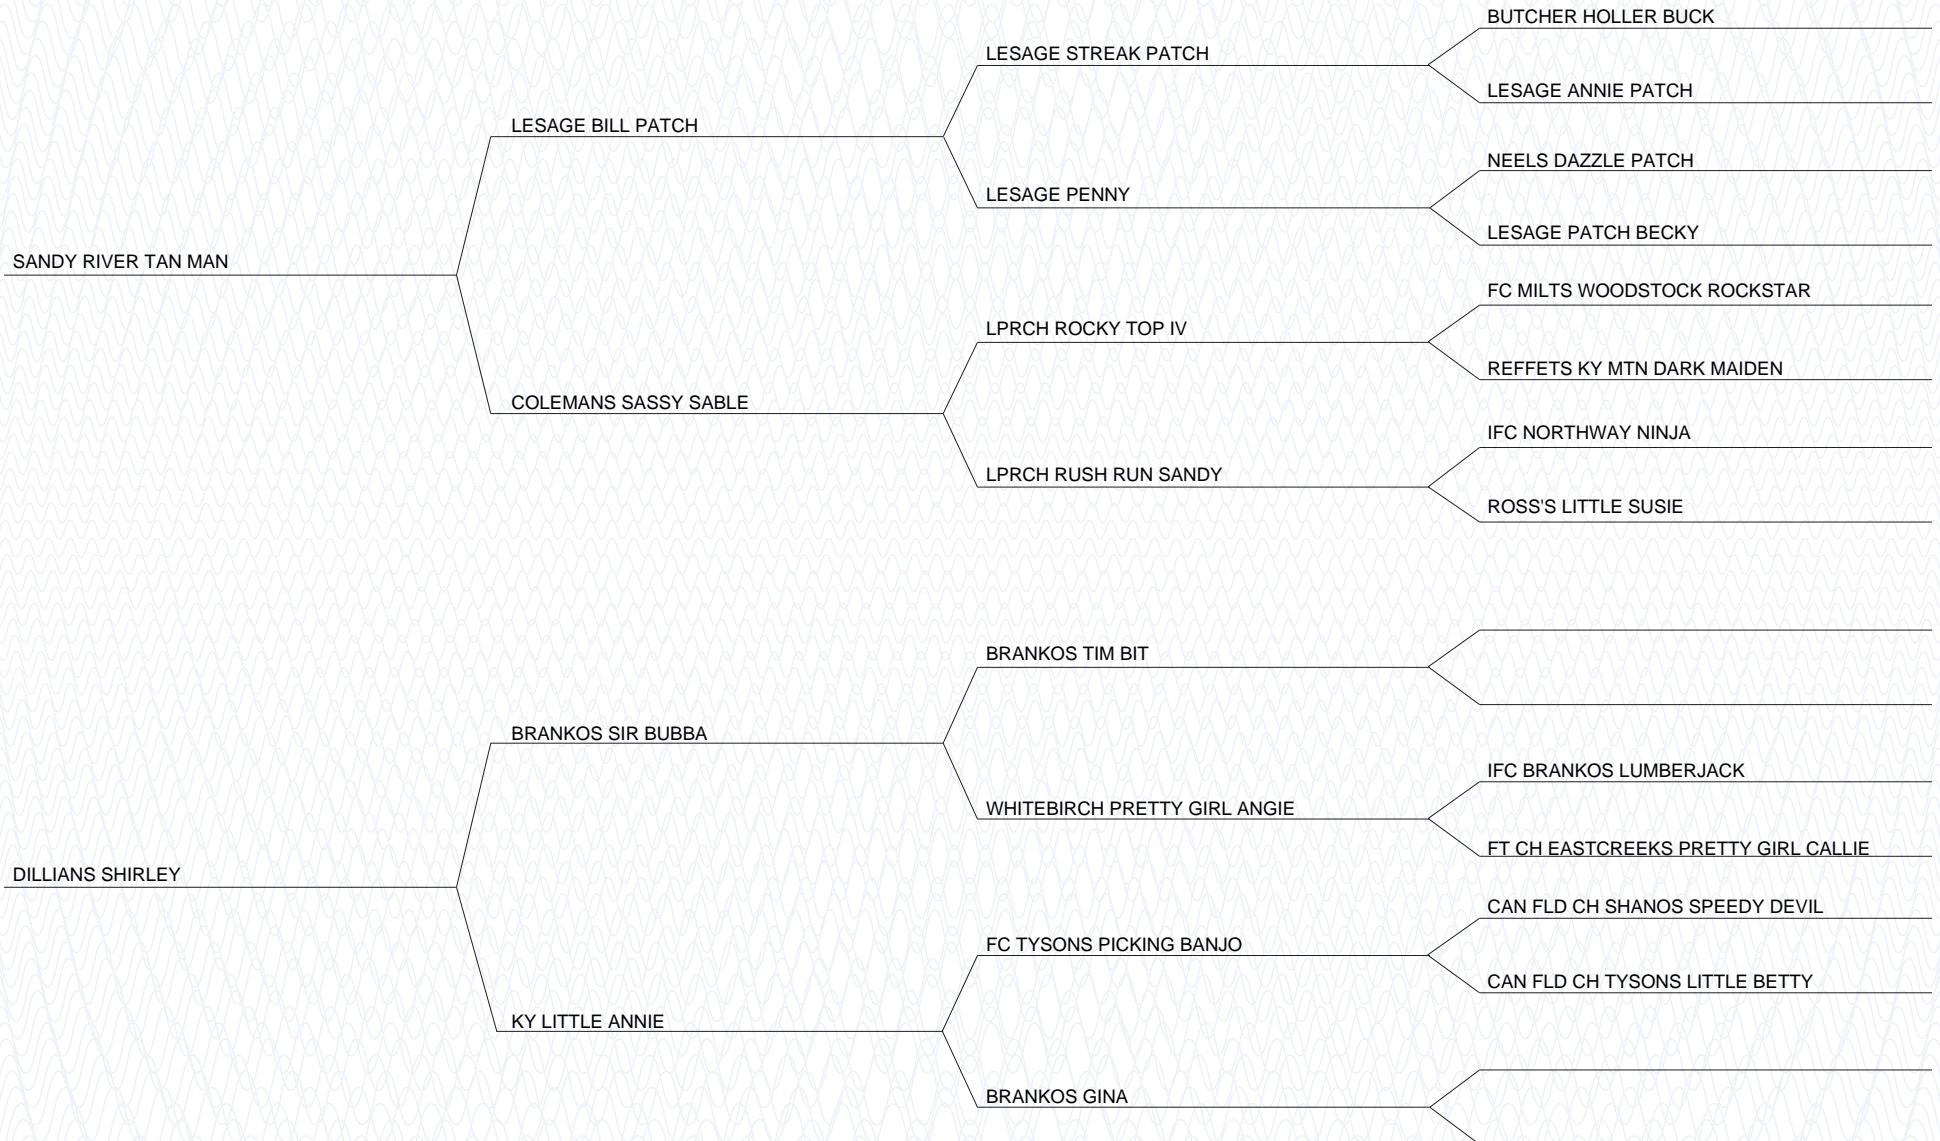 BUTCHER HOLLER BUCK
LESAGE STREAK PATCH
LESAGE ANNIE PATCH
LESAGE BILL PATCH
NEELS DAZZLE PATCH
LESAGE PENNY
LESAGE PATCH BECKY
SANDY RIVER TAN MAN
FC MILTS WOODSTOCK ROCKSTAR
LPRCH ROCKY TOP IV
REFFETS KY MTN DARK MAIDEN
COLEMANS SASSY SABLE
IFC NORTHWAY NINJA
LPRCH RUSH RUN SANDY
ROSS'S LITTLE SUSIE
BRANKOS TIM BIT
BRANKOS SIR BUBBA
IFC BRANKOS LUMBERJACK
WHITEBIRCH PRETTY GIRL ANGIE
FT CH EASTCREEKS PRETTY GIRL CALLIE
DILLIANS SHIRLEY
CAN FLD CH SHANOS SPEEDY DEVIL
FC TYSONS PICKING BANJO
CAN FLD CH TYSONS LITTLE BETTY
KY LITTLE ANNIE
BRANKOS GINA